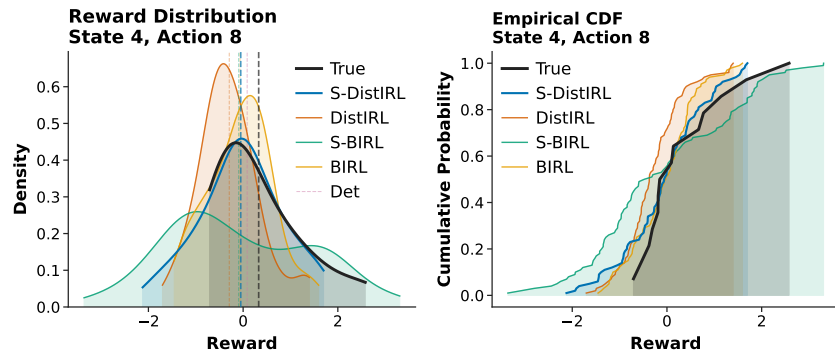 Reward Distribution
State 4, Action 8
Density
0.6
0.5
0.4
0.3
0.2
0.1
0.0
−2
0
2
Reward
True
S-DistIRL
DistIRL
S-BIRL
BIRL
Det
Empirical CDF
State 4, Action 8
Cumulative Probability
1.0
0.8
0.6
0.4
0.2
0.0
−2
0
2
Reward
True
S-DistIRL
DistIRL
S-BIRL
BIRL